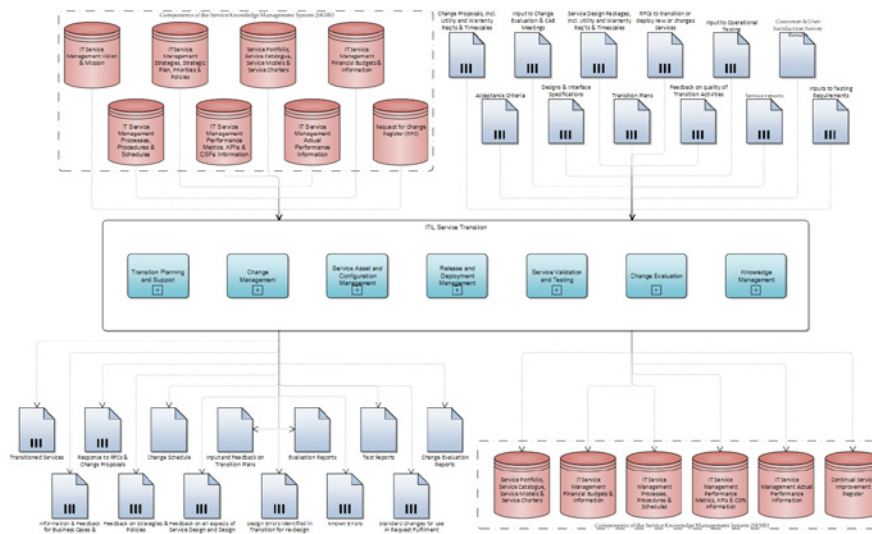 Components of the Service Knowledge Management System (SKMS)
IT Service
Management Vision
& Mission
IT Service
Management
Strategies, Strategic
Plan, Priorities &
Policies
Service Portfolio,
Service Catalogue,
Service Models &
Service Charters
IT Service
Management
Financial Budgets &
Information
IT Service
Management
Processes,
Procedures &
Schedules
IT Service
Management
Performance
Metrics, KPIs &
CSFs Information
IT Service
Management
Actual
Performance
Information
Request for Change
Register
Change Proposals, incl.
Utility and Warranty
Req'ts & Timescales
Input to Change
Evaluation & CAB
Meetings
Service Design Packages,
incl. Utility and Warranty
Req'ts & Timescales
RFCs to transition or
deploy new or changes
Services
Input to Operational
Testing
Customer & User
Satisfaction Survey
Acceptance Criteria
Designs & Interface
Specifications
Transition Plans
Feedback on quality of
Transition Activities
Service reports
Inputs to Testing
Requirements
ITIL Service Transition
Transition Planning
and Support
Change
Management
Service Asset and
Configuration
Management
Release and
Deployment
Management
Service Validation
and Testing
Change Evaluation
Knowledge
Management
Transitioned Services
Response to RFCs &
Change Proposals
Change Schedule
Input and Feedback on
Transition Plans
Evaluation Reports
Test Reports
Change Evaluation
Reports
Information & Feedback
for Business Cases &
Feedback on Strategies &
Policies
Feedback on all aspects of
Service Design and Design
Design Errors Identified in
Transition for re-design
Known Errors
Standard Changes for use
in Request Fulfilment
Service Portfolio,
Service Catalogue,
Service Models &
Service Charters
IT Service
Management
Financial Budgets &
Information
IT Service
Management
Processes,
Procedures &
Schedules
IT Service
Management
Performance
Metrics, KPIs & CSFs
Information
IT Service
Management Actual
Performance
Information
Continual Service
Improvement
Register
Components of the Service Knowledge Management System (SKMS)